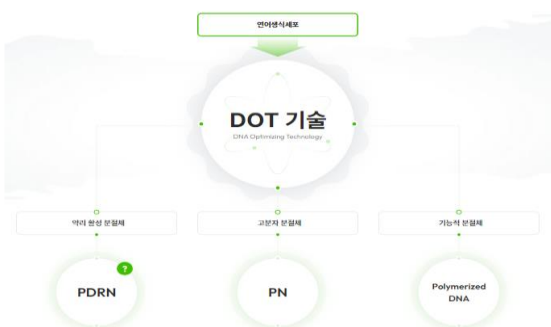 연어생식세포
DOT 기술
DNA Optimizing Technology
약리 활성 분절체
고분자 분절체
기능적 분절체
?
PDRN
PN
Polymerized
DNA